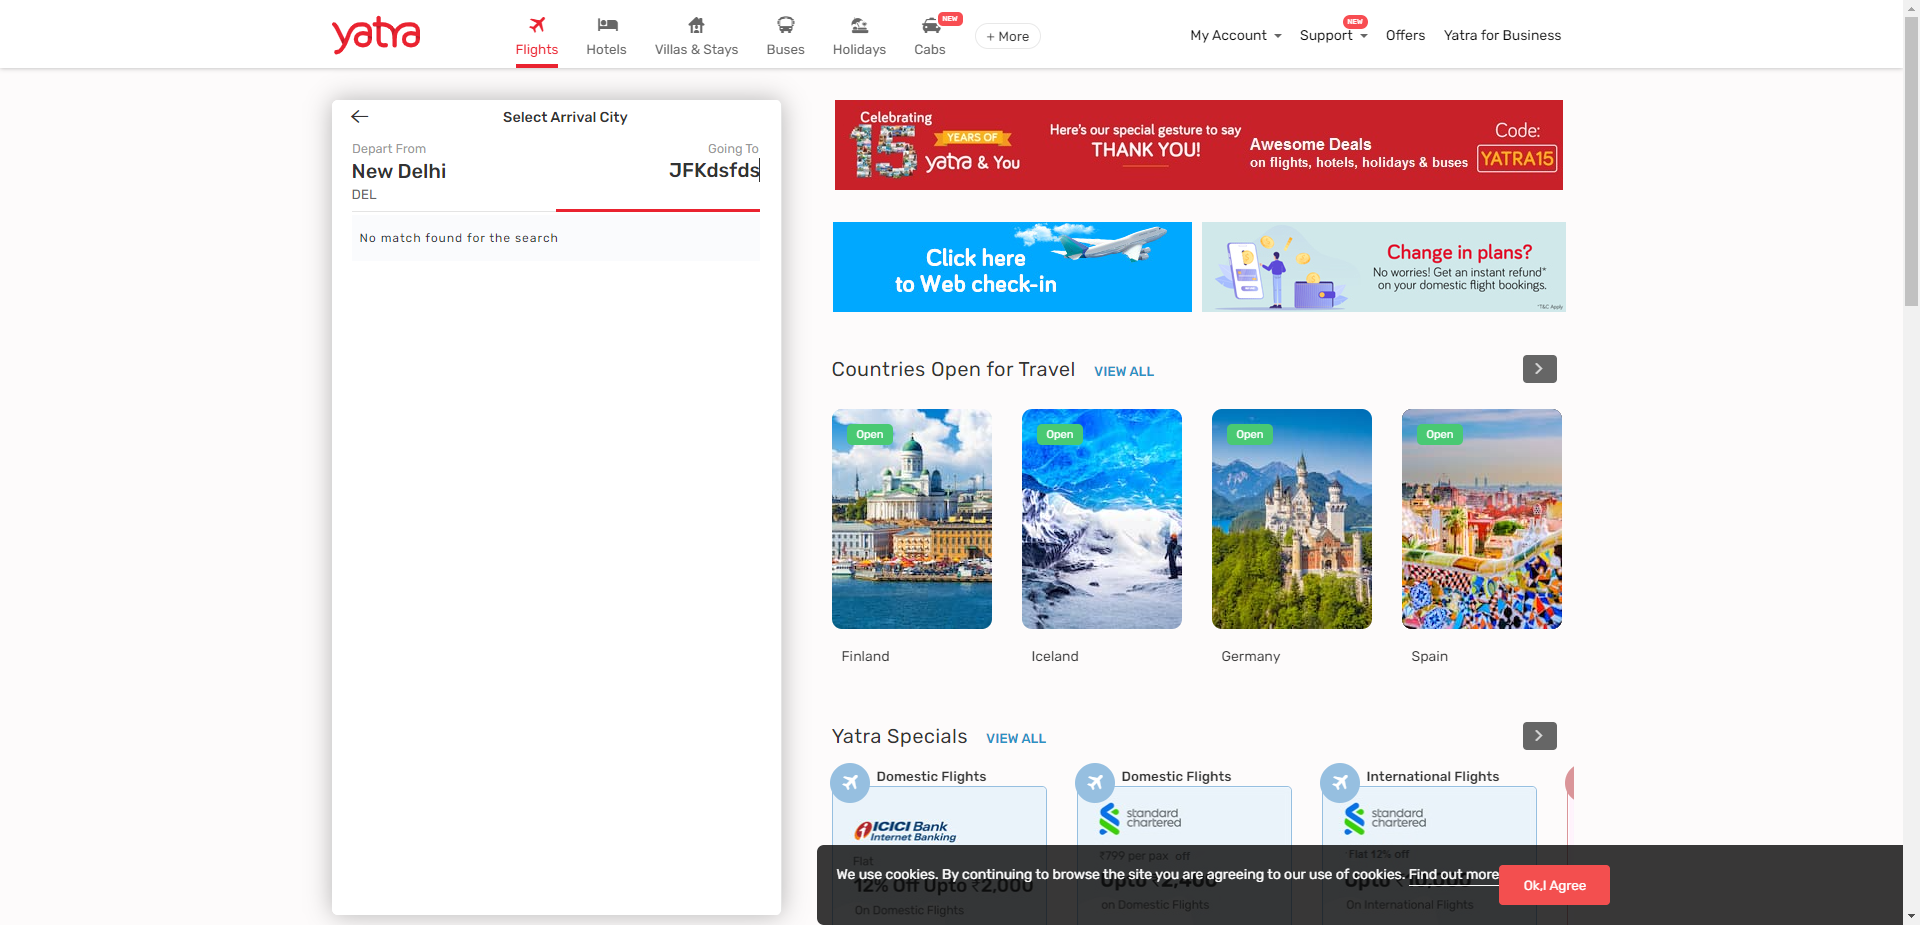 yatra
Flights
Hotels
Villas & Stays
Buses
Holidays
Cabs
NEW
+ More
My Account
Support
NEW
Offers
Yatra for Business
Select Arrival City
Depart From
New Delhi
DEL
Going To
JFKdsfds
No match found for the search
Celebrating
15 YEARS OF
yatra & You
Here's our special gesture to say
THANK YOU!
Awesome Deals
on flights, hotels, holidays & buses
Code:
YATRA15
Click here
to Web check-in
Change in plans?
No worries! Get an instant refund*
on your domestic flight bookings.
*T&C Apply
Countries Open for Travel
VIEW ALL
Open
Open
Open
Open
Finland
Iceland
Germany
Spain
Yatra Specials
VIEW ALL
Domestic Flights
ICICI Bank
Internet Banking
Flat
12% Off Upto ₹2,000
On Domestic Flights
Domestic Flights
standard
chartered
₹799 per pax off
Upto ₹2,400
on Domestic Flights
International Flights
standard
chartered
Flat 12% off
Upto
On International Flights
We use cookies. By continuing to browse the site you are agreeing to our use of cookies. Find out more
Ok,I Agree